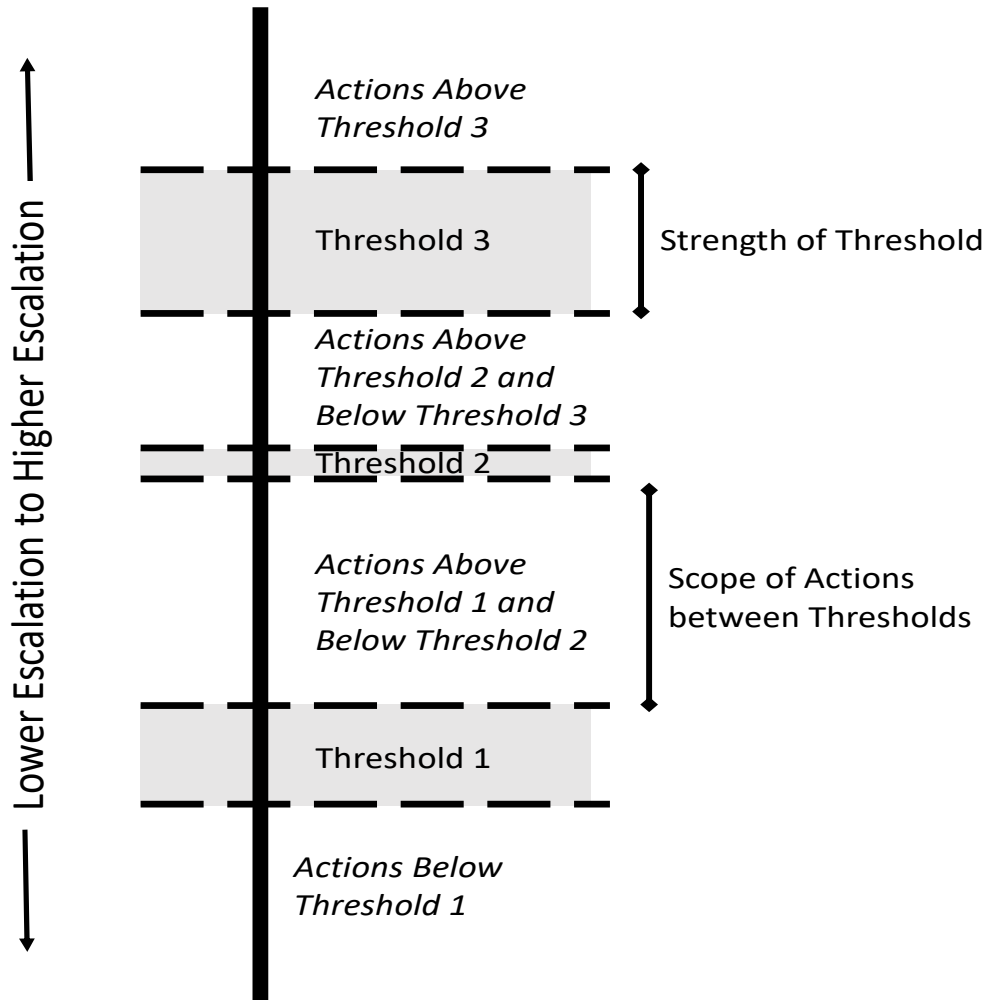 Lower Escalation to Higher Escalation
Actions Above
Threshold 3
Threshold 3
Strength of Threshold
Actions Above
Threshold 2 and
Below Threshold 3
Threshold 2
Actions Above
Threshold 1 and
Below Threshold 2
Scope of Actions
between Thresholds
Threshold 1
Actions Below
Threshold 1